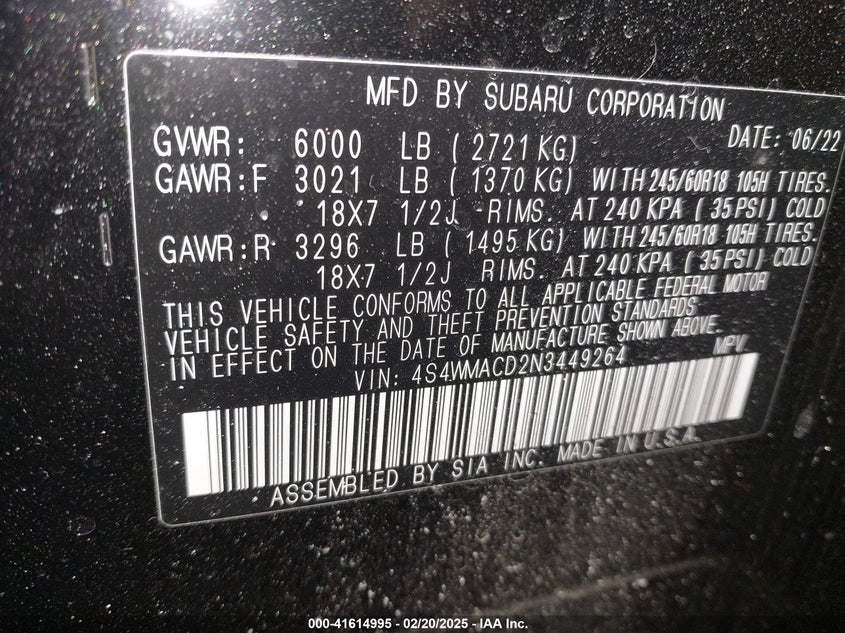 MFD BY SUBARU CORPORATION
DATE: 06/22
GVWR: 6000 LB ( 2721 KG)
GAWR:F 3021 LB ( 1370 KG) WITH 245/60R18 105H TIRES.
18X7 1/2J -RIMS. AT 240 KPA ( 35 PSI) COLD
GAWR:R 3296 LB ( 1495 KG) WITH 245/60R18 105H TIRES.
18X7 1/2J RIMS. AT 240 KPA ( 35 PSI) COLD
THIS VEHICLE CONFORMS TO ALL APPLICABLE FEDERAL MOTOR
VEHICLE SAFETY AND THEFT PREVENTION STANDARDS
IN EFFECT ON THE DATE OF MANUFACTURE SHOWN ABOVE.
VIN: 4S4WMACD2N3449264 MPV
ASSEMBLED BY SIA INC. MADE IN U.S.A.
000-41614995 - 02/20/2025 - IAA Inc.